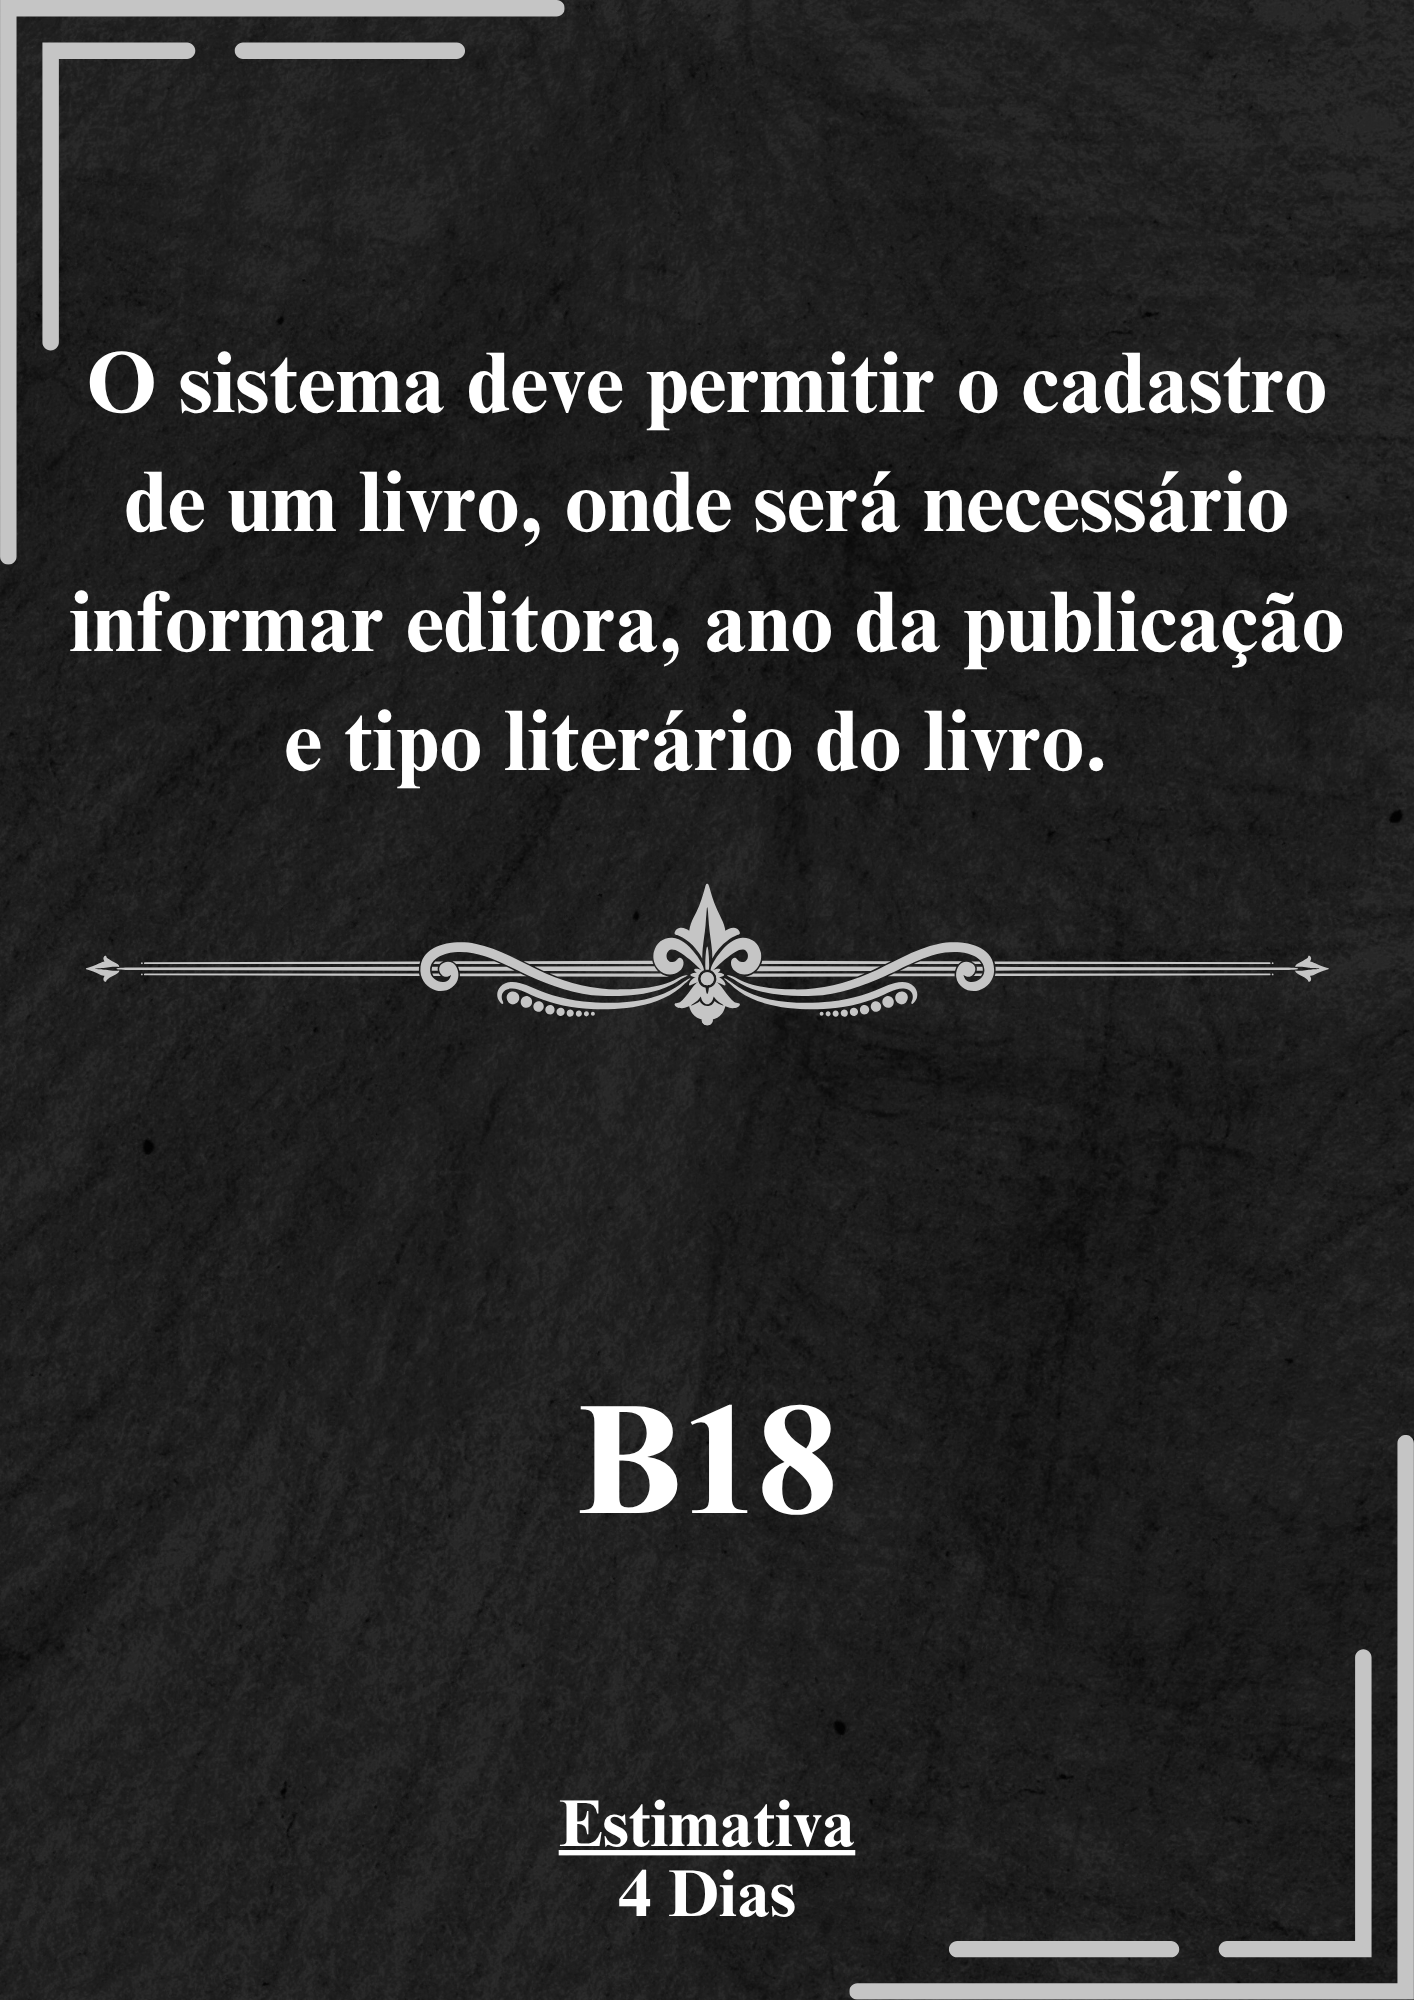 O sistema deve permitir o cadastro
de um livro, onde será necessário
informar editora, ano da publicação
e tipo literário do livro.
B18
Estimativa
4 Dias